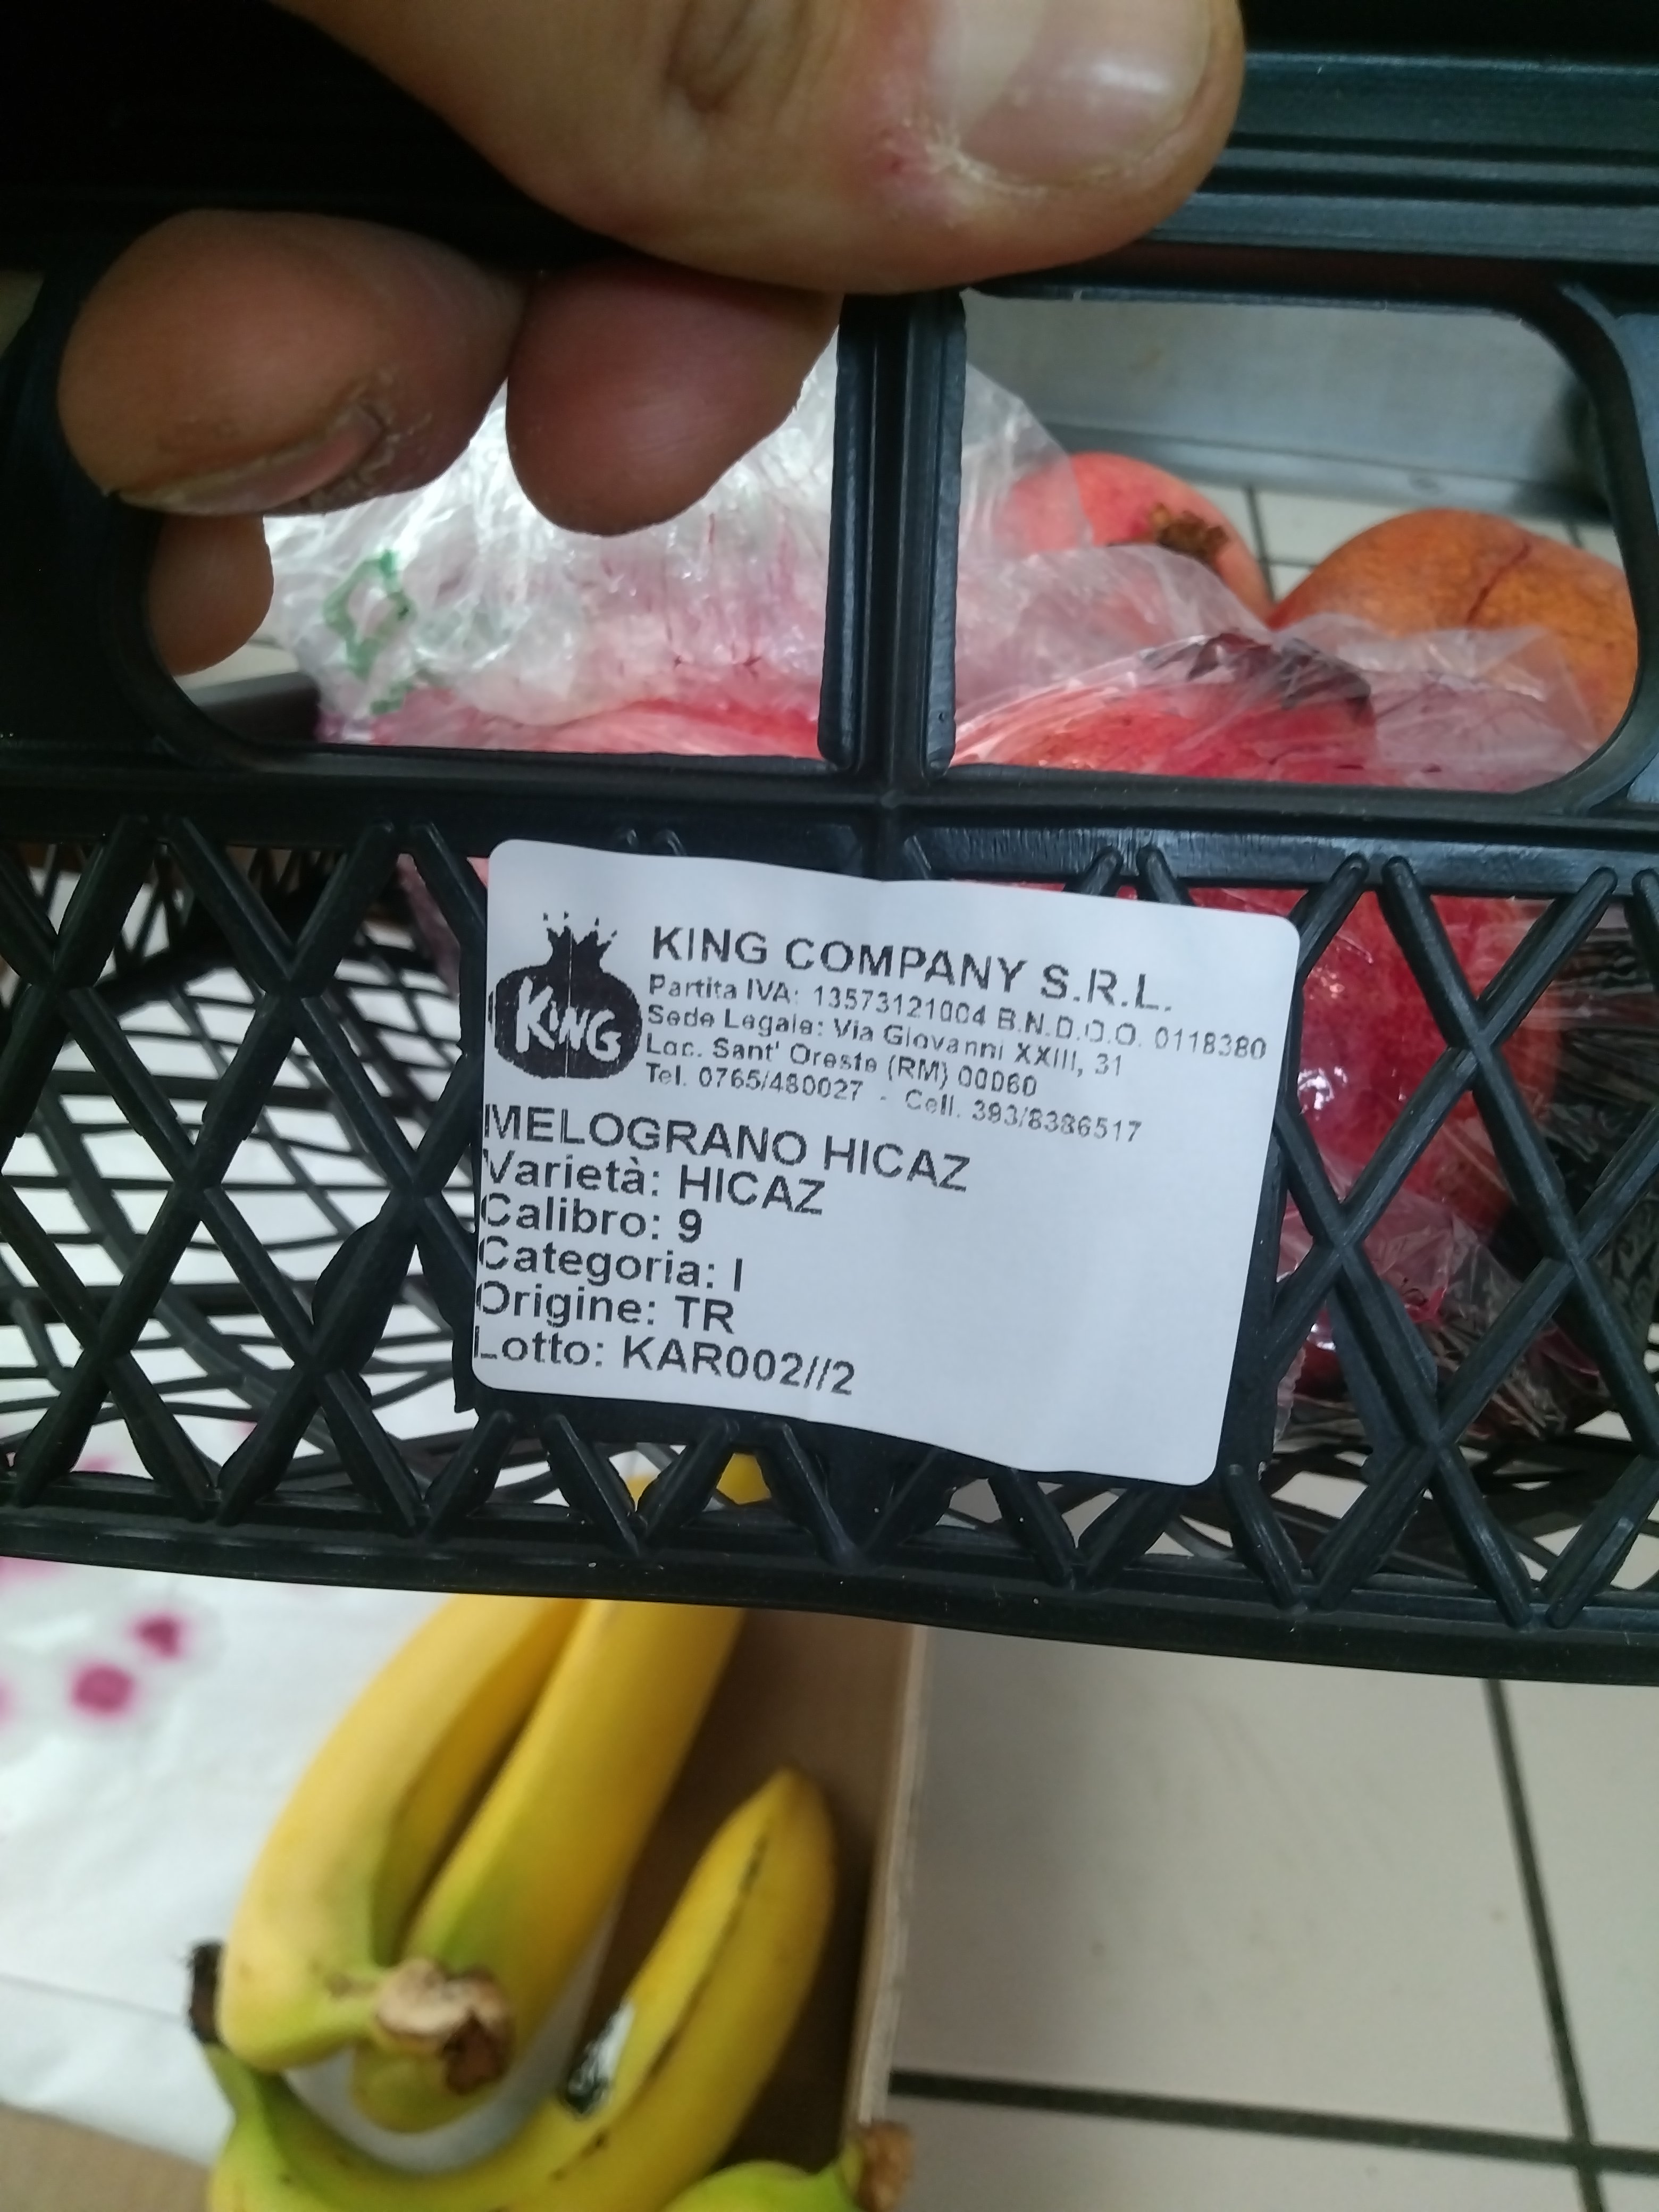 KING
KING COMPANY S.R.L.
Partita IVA: 13573121004 B.N.D.O.O. 0118380
Sede Legale: Via Giovanni XXIII, 31
Loc. Sant' Oreste (RM) 00060
Tel. 0765/480027 - Cell. 393/8386517
MELOGRANO HICAZ
Varietà: HICAZ
Calibro: 9
Categoria: I
Origine: TR
Lotto: KAR002//2